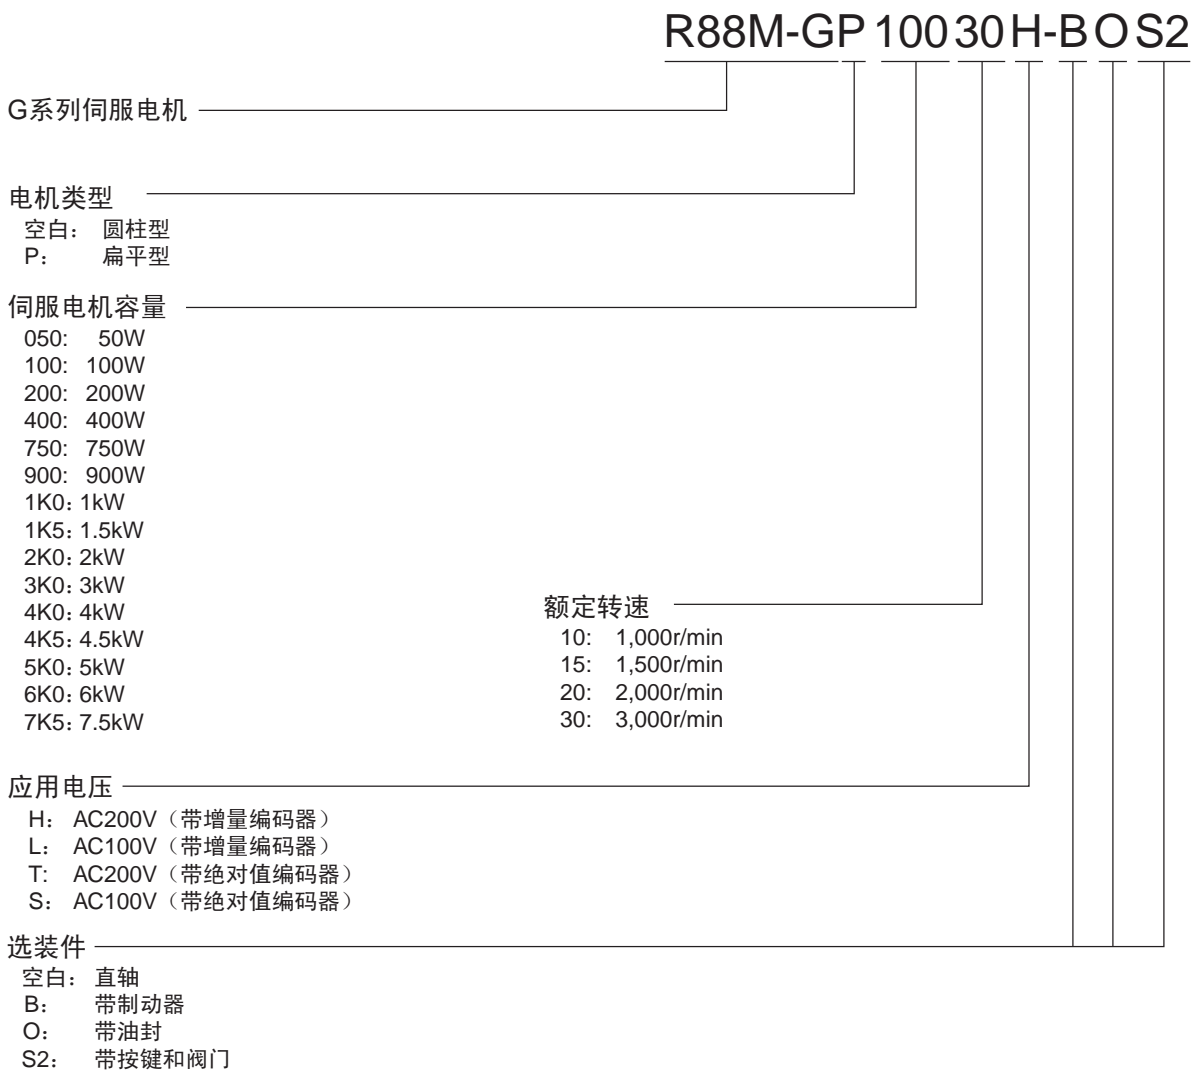 R88M-GP10030H-BOS2
G系列伺服电机
电机类型
空白： 圆柱型
P： 扁平型
伺服电机容量
050: 50W
100: 100W
200: 200W
400: 400W
750: 750W
900: 900W
1K0：1kW
1K5：1.5kW
2K0：2kW
3K0：3kW
4K0：4kW
4K5：4.5kW
5K0：5kW
6K0：6kW
7K5：7.5kW
额定转速
10: 1,000r/min
15: 1,500r/min
20: 2,000r/min
30: 3,000r/min
应用电压
H： AC200V（带增量编码器）
L： AC100V（带增量编码器）
T: AC200V（带绝对值编码器）
S： AC100V（带绝对值编码器）
选装件
空白： 直轴
B： 带制动器
O： 带油封
S2： 带按键和阀门